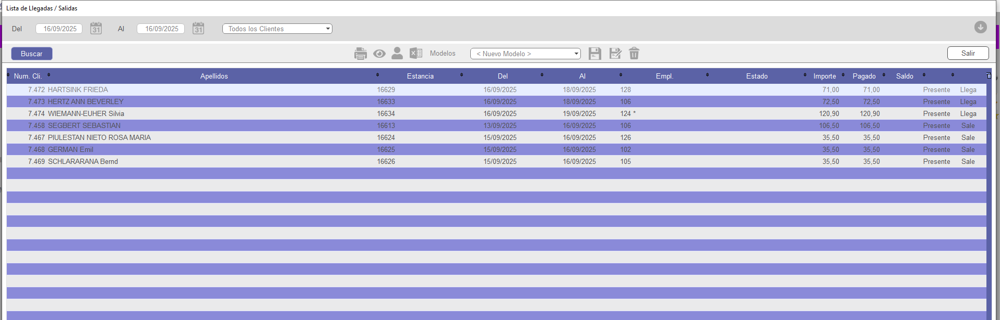 Lista de Llegadas / Salidas
Del 16/09/2025 31 Al 16/09/2025 31 Todos los Clientes
Buscar Modelos < Nuevo Modelo > Salir
Num. Cli. Apellidos Estancia Del Al Empl. Estado Importe Pagado Saldo
7.472 HARTSINK FRIEDA 16629 16/09/2025 18/09/2025 128 71,00 71,00 Presente Llega
7.473 HERTZ ANN BEVERLEY 16633 16/09/2025 18/09/2025 106 72,50 72,50 Presente Llega
7.474 WIEMANN-EUHER Silvia 16634 16/09/2025 19/09/2025 124 * 120,90 120,90 Presente Llega
7.458 SEGBERT SEBASTIAN 16613 13/09/2025 16/09/2025 106 106,50 106,50 Presente Sale
7.467 PIULESTAN NIETO ROSA MARIA 16624 15/09/2025 16/09/2025 126 35,50 35,50 Presente Sale
7.468 GERMAN Emil 16625 15/09/2025 16/09/2025 102 35,50 35,50 Presente Sale
7.469 SCHLARARANA Bernd 16626 15/09/2025 16/09/2025 105 35,50 35,50 Presente Sale